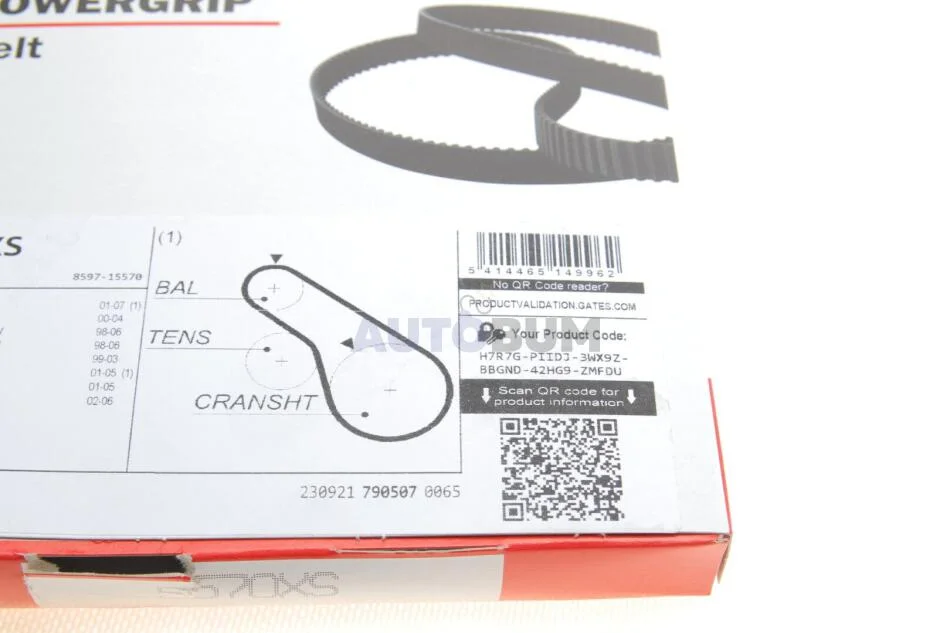 OWERGRIP
elt
XS
8597-15570
01-07 (1)
00-04
98-06
98-06
99-03
01-05 (1)
01-05
02-06
(1)
BAL
TENS
CRANSHT
230921 790507 0065
5 414465 149962
No QR Code reader?
PRODUCTVALIDATION.GATES.COM
Your Product Code:
H7R7G-PIIDJ-3WX9Z-
BBGND-42HG9-ZMFDU
Scan QR code for
product information
AUTOBUM
5570XS